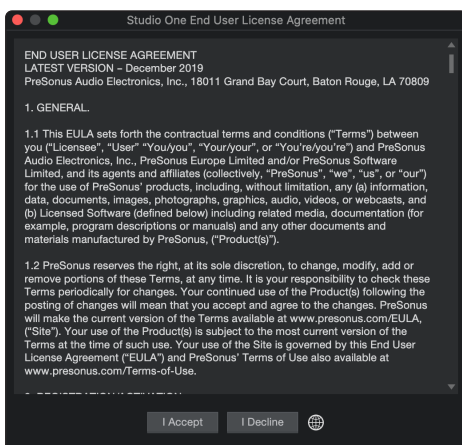 Studio One End User License Agreement
END USER LICENSE AGREEMENT
LATEST VERSION – December 2019
PreSonus Audio Electronics, Inc., 18011 Grand Bay Court, Baton Rouge, LA 70809
1. GENERAL.
1.1 This EULA sets forth the contractual terms and conditions (“Terms”) between
you (“Licensee”, “User” “You/you”, “Your/your”, or “You’re/you’re”) and PreSonus
Audio Electronics, Inc., PreSonus Europe Limited and/or PreSonus Software
Limited, and its agents and affiliates (collectively, “PreSonus”, “we”, “us”, or “our”)
for the use of PreSonus’ products, including, without limitation, any (a) information,
data, documents, images, photographs, graphics, audio, videos, or webcasts, and
(b) Licensed Software (defined below) including related media, documentation (for
example, program descriptions or manuals) and any other documents and
materials manufactured by PreSonus, (“Product(s)”).
1.2 PreSonus reserves the right, at its sole discretion, to change, modify, add or
remove portions of these Terms, at any time. It is your responsibility to check these
Terms periodically for changes. Your continued use of the Product(s) following the
posting of changes will mean that you accept and agree to the changes. PreSonus
will make the current version of the Terms available at www.presonus.com/EULA,
(“Site”). Your use of the Product(s) is subject to the most current version of the
Terms at the time of such use. Your use of the Site is governed by this End User
License Agreement (“EULA”) and PreSonus’ Terms of Use also available at
www.presonus.com/Terms-of-Use.
I Accept
I Decline